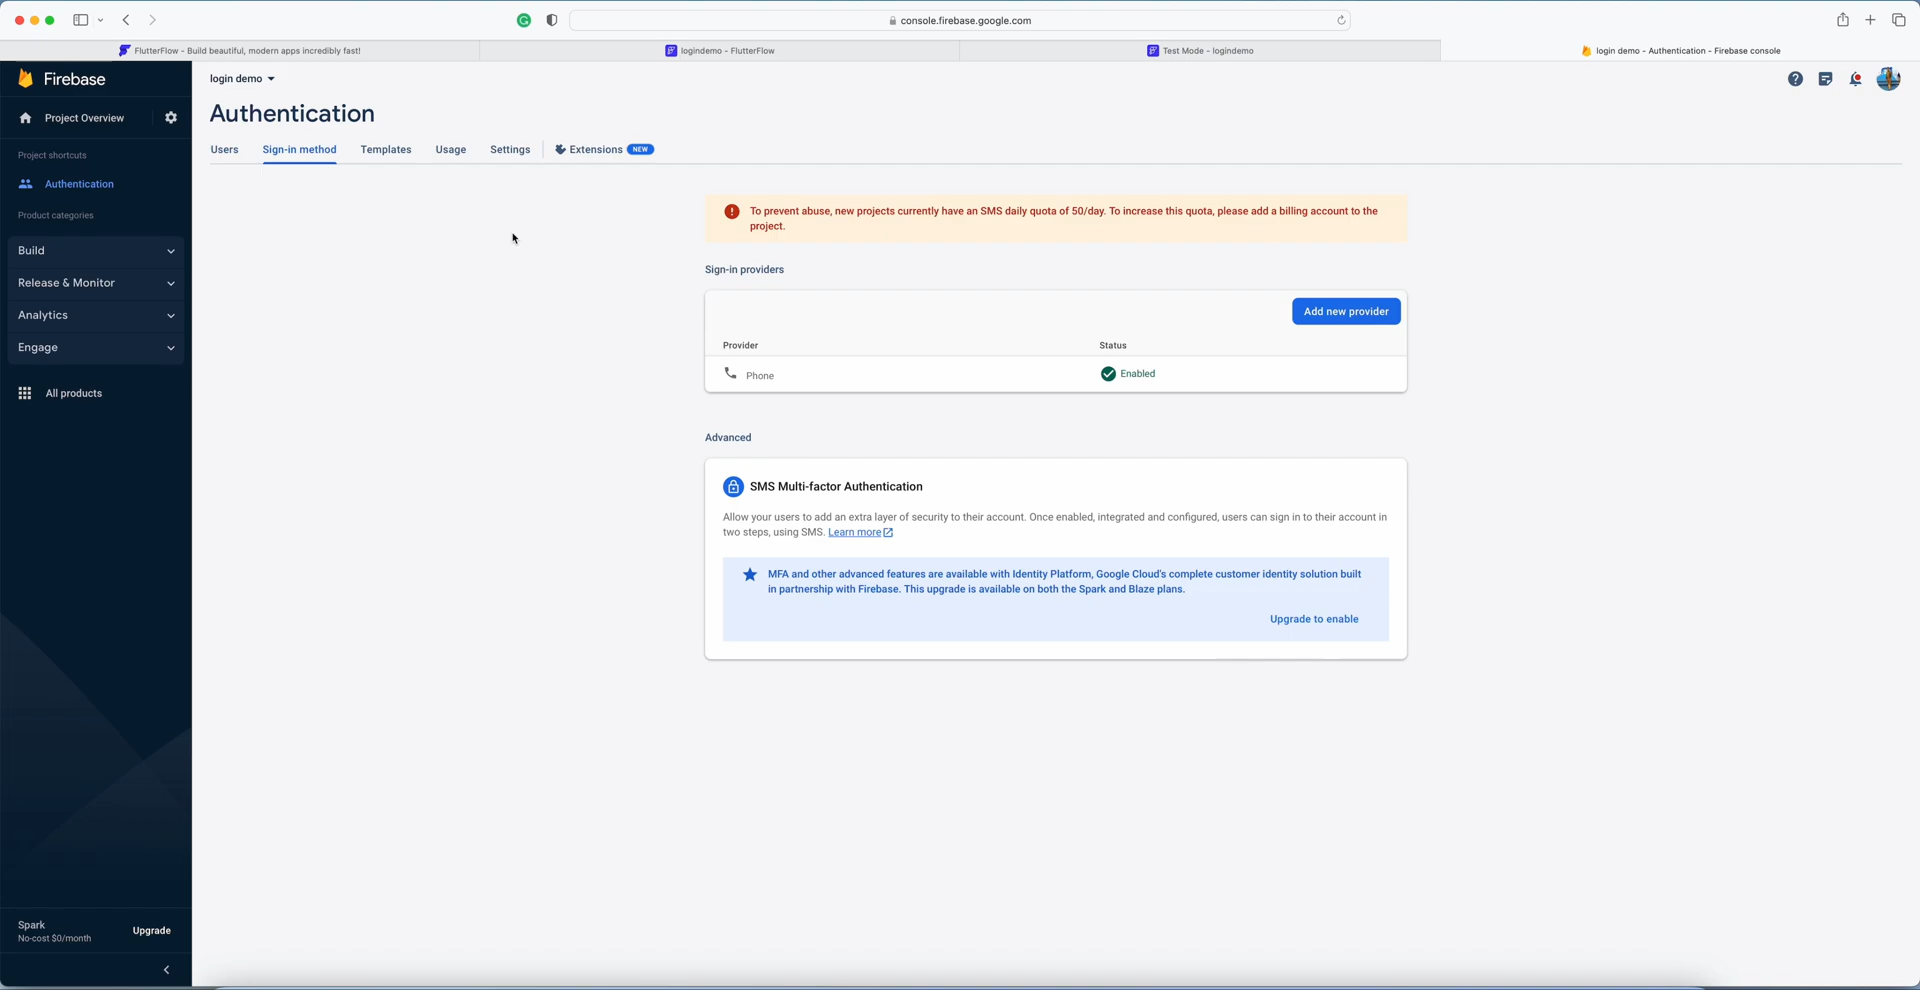 console.firebase.google.com
FlutterFlow - Build beautiful, modern apps incredibly fast!
logindemo - FlutterFlow
Test Mode - logindemo
login demo - Authentication - Firebase console
Firebase
login demo
Project Overview
Authentication
Users
Sign-in method
Templates
Usage
Settings
Extensions
NEW
Project shortcuts
Authentication
Product categories
Build
Release & Monitor
Analytics
Engage
All products
To prevent abuse, new projects currently have an SMS daily quota of 50/day. To increase this quota, please add a billing account to the
project.
Sign-in providers
Add new provider
Provider
Status
Phone
Enabled
Advanced
SMS Multi-factor Authentication
Allow your users to add an extra layer of security to their account. Once enabled, integrated and configured, users can sign in to their account in
two steps, using SMS. Learn more
MFA and other advanced features are available with Identity Platform, Google Cloud's complete customer identity solution built
in partnership with Firebase. This upgrade is available on both the Spark and Blaze plans.
Upgrade to enable
Spark
No-cost $0/month
Upgrade